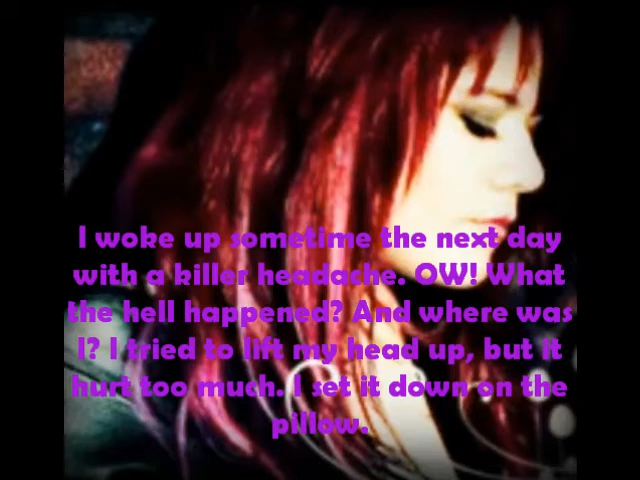 I woke up sometime the next day
with a killer headache. OW! What
the hell happened? And where was
I? I tried to lift my head up, but it
hurt too much. I set it down on the
pillow.